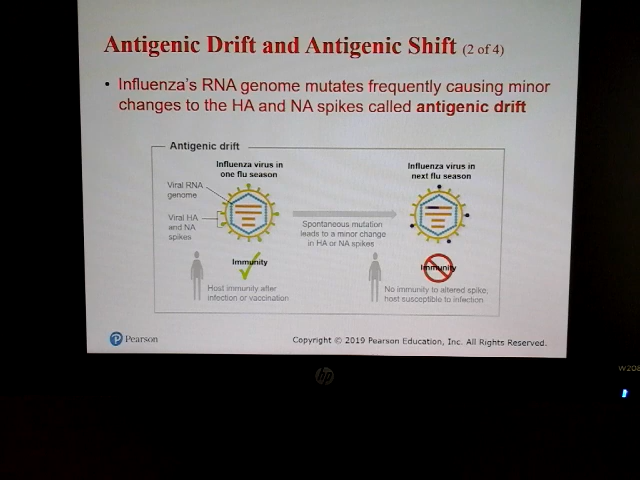 Antigenic Drift and Antigenic Shift (2 of 4)
• Influenza's RNA genome mutates frequently causing minor
changes to the HA and NA spikes called antigenic drift
Antigenic drift
Influenza virus in
one flu season
Influenza virus in
next flu season
Viral RNA
genome
Viral HA
and NA
spikes
Spontaneous mutation
leads to a minor change
in HA or NA spikes
Immunity
Immunity
Host immunity after
infection or vaccination
No immunity to altered spike;
host susceptible to infection
Pearson
Copyright © 2019 Pearson Education, Inc. All Rights Reserved.
hp